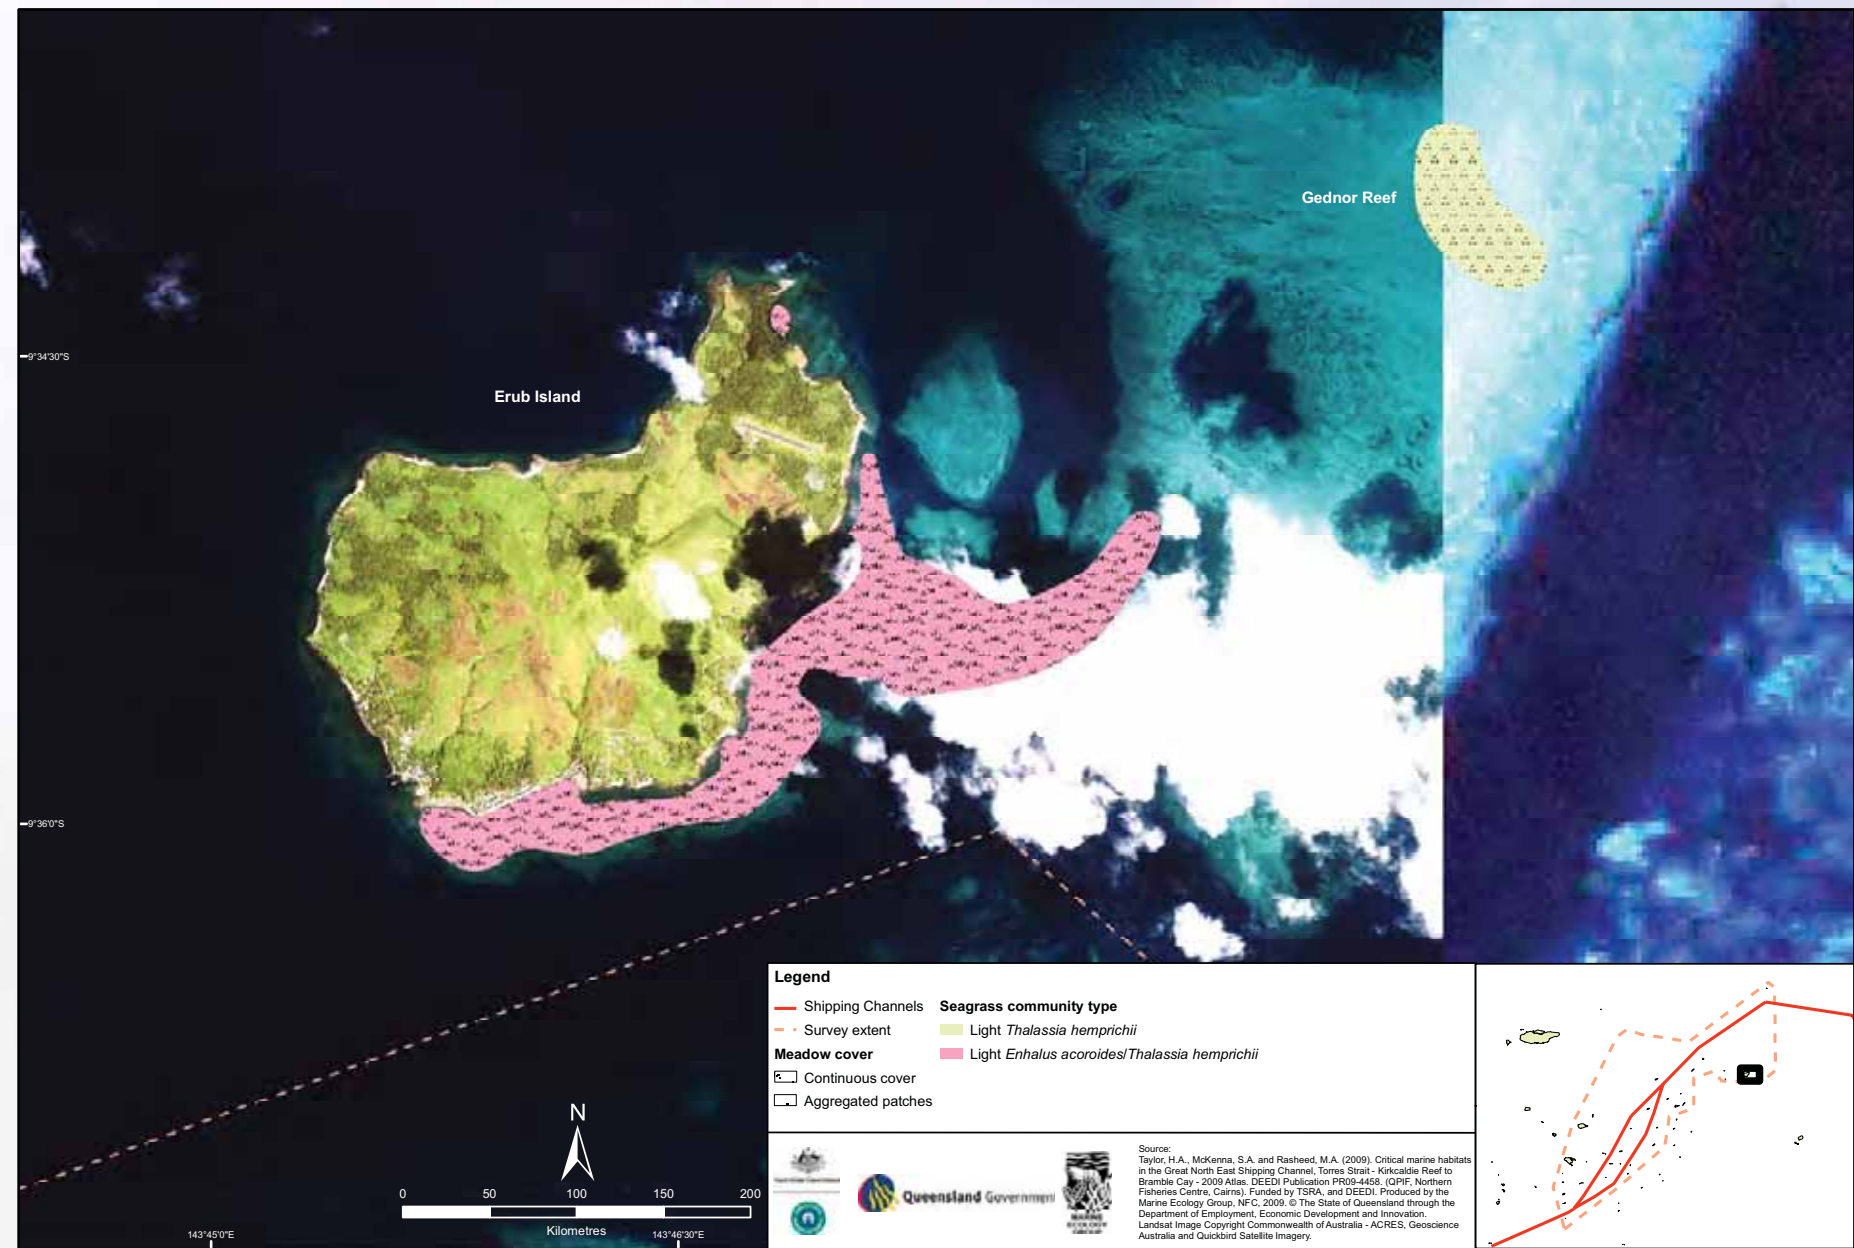 Gednor Reef
9°34'30"S
Erub Island
9°36'0"S
Legend
Shipping Channels
Survey extent
Meadow cover
Continuous cover
Aggregated patches
Seagrass community type
Light Thalassia hemprichii
Light Enhalus acoroides/Thalassia hemprichii
N
0 50 100 150 200
Kilometres
143°45'0"E
143°46'30"E
Queensland Government
MARINE
ECOLOGY
GROUP
Source:
Taylor, H.A., McKenna, S.A. and Rasheed, M.A. (2009). Critical marine habitats
in the Great North East Shipping Channel, Torres Strait - Kirkcaldie Reef to
Bramble Cay - 2009 Atlas. DEEDI Publication PR09-4458. (QPIF, Northern
Fisheries Centre, Cairns). Funded by TSRA, and DEEDI. Produced by the
Marine Ecology Group, NFC, 2009. © The State of Queensland through the
Department of Employment, Economic Development and Innovation.
Landsat Image Copyright Commonwealth of Australia - ACRES, Geoscience
Australia and Quickbird Satellite Imagery.